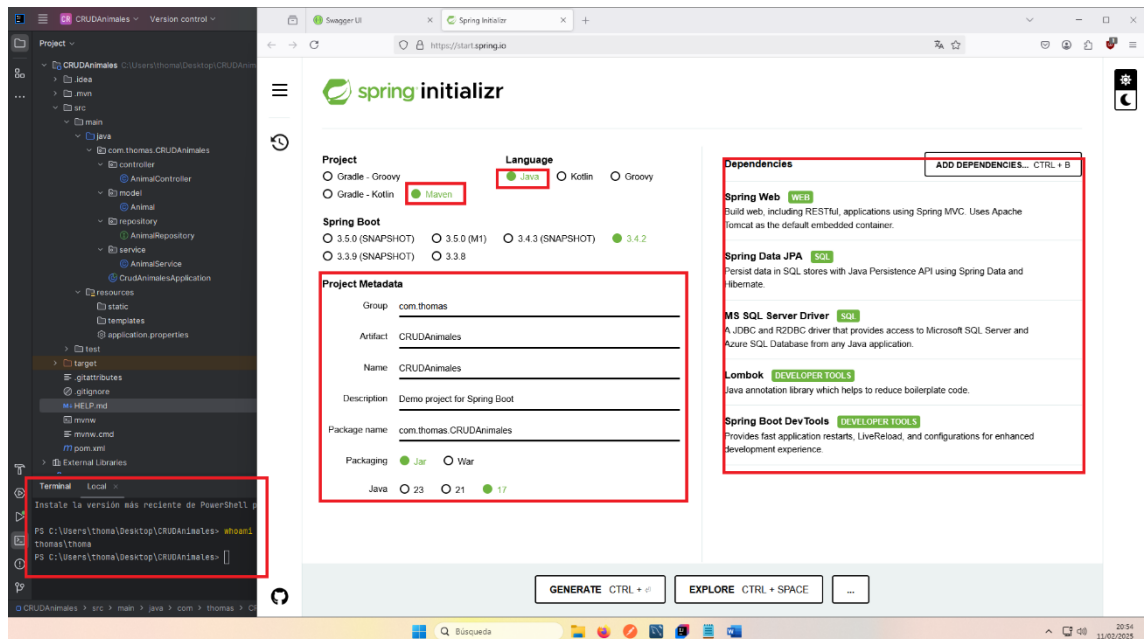 CR CRUDAnimales Version control
Project
CRUDAnimales C:\Users\thoma\Desktop\CRUDAnim
.idea
.mvn
src
main
java
com.thomas.CRUDAnimales
controller
AnimalController
model
Animal
repository
AnimalRepository
service
AnimalService
CrudAnimalesApplication
resources
static
templates
application.properties
test
target
.gitattributes
.gitignore
HELP.md
mvnw
mvnw.cmd
pom.xml
External Libraries
Terminal Local
Instale la versión más reciente de PowerShell p
PS C:\Users\thoma\Desktop\CRUDAnimales> whoami
thomas\thoma
PS C:\Users\thoma\Desktop\CRUDAnimales>
CRUDAnimales > src > main > java > com > thomas >
Swagger UI
Spring Initializr
https://start.spring.io
spring initializr
Project
Gradle - Groovy
Gradle - Kotlin Maven
Language
Java Kotlin Groovy
Spring Boot
3.5.0 (SNAPSHOT) 3.5.0 (M1) 3.4.3 (SNAPSHOT) 3.4.2
3.3.9 (SNAPSHOT) 3.3.8
Project Metadata
Group com.thomas
Artifact CRUDAnimales
Name CRUDAnimales
Description Demo project for Spring Boot
Package name com.thomas.CRUDAnimales
Packaging Jar War
Java 23 21 17
Dependencies ADD DEPENDENCIES... CTRL + B
Spring Web WEB
Build web, including RESTful, applications using Spring MVC. Uses Apache
Tomcat as the default embedded container.
Spring Data JPA SQL
Persist data in SQL stores with Java Persistence API using Spring Data and
Hibernate.
MS SQL Server Driver SQL
A JDBC and R2DBC driver that provides access to Microsoft SQL Server and
Azure SQL Database from any Java application.
Lombok DEVELOPER TOOLS
Java annotation library which helps to reduce boilerplate code.
Spring Boot DevTools DEVELOPER TOOLS
Provides fast application restarts, LiveReload, and configurations for enhanced
development experience.
GENERATE CTRL + ⏎ EXPLORE CTRL + SPACE ...
Búsqueda
20:54
11/02/2025